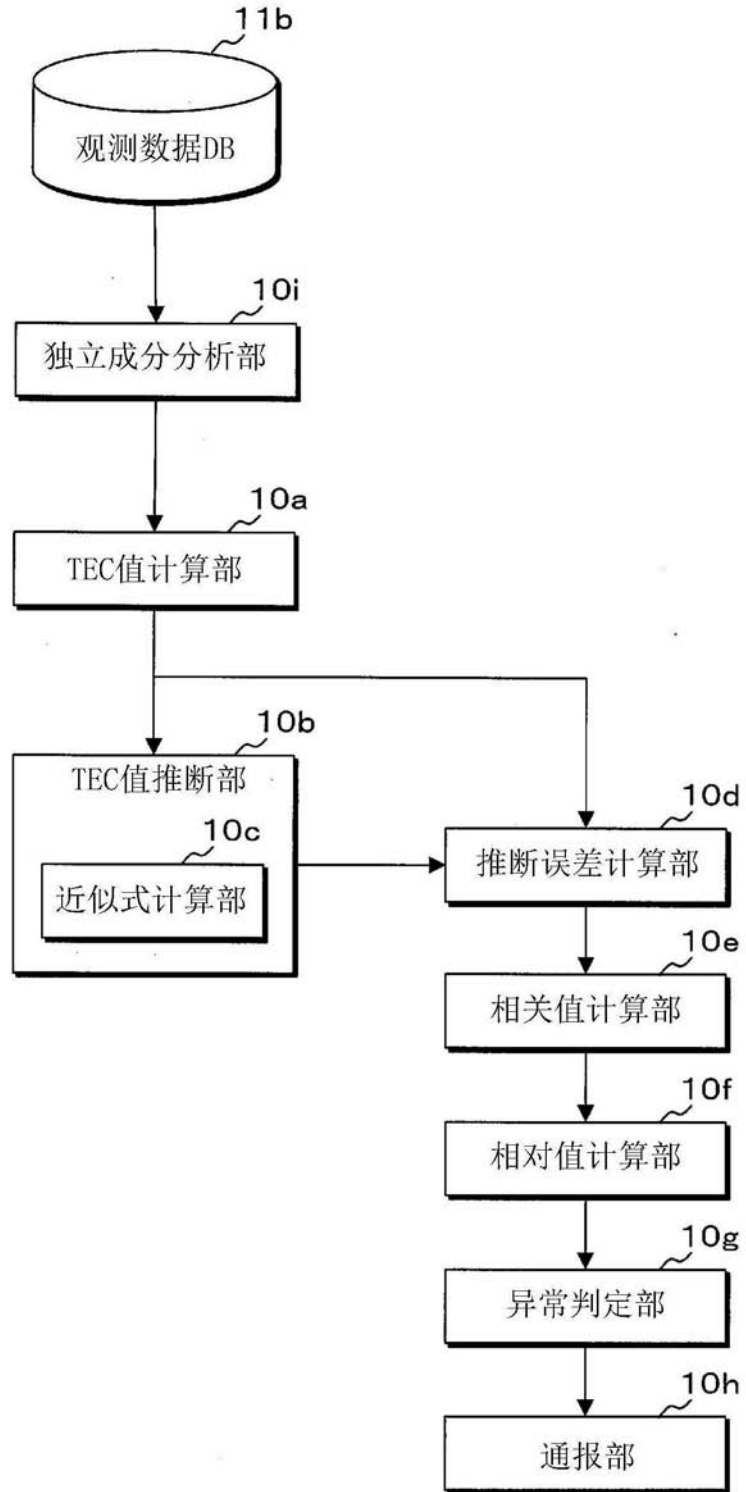 11b
观测数据DB
10i
独立成分分析部
10a
TEC值计算部
10b
TEC值推断部
10c
近似式计算部
10d
推断误差计算部
10e
相关值计算部
10f
相对值计算部
10g
异常判定部
10h
通报部